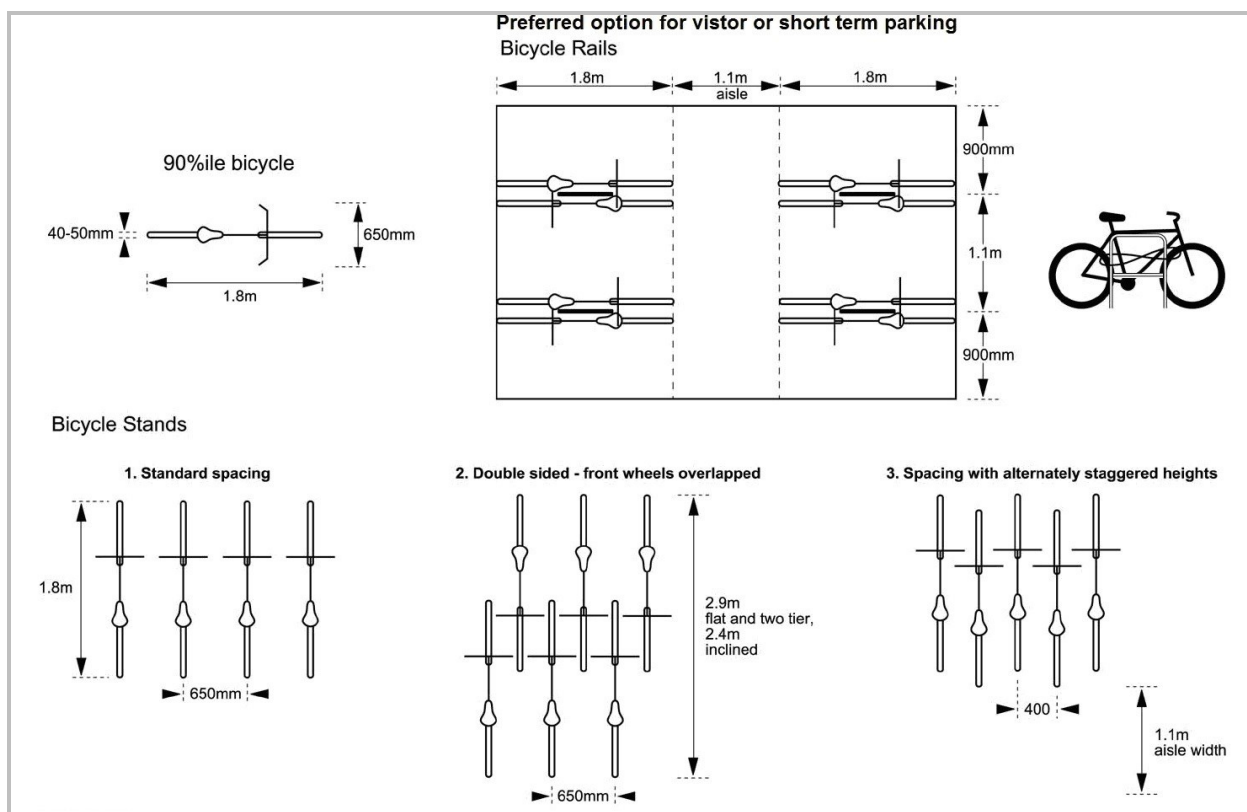 Preferred option for vistor or short term parking
Bicycle Rails
1.8m
1.1m
aisle
1.8m
900mm
1.1m
900mm
90%ile bicycle
40-50mm
650mm
1.8m
Bicycle Stands
1. Standard spacing
1.8m
650mm
2. Double sided - front wheels overlapped
2.9m
flat and two tier,
2.4m
inclined
650mm
3. Spacing with alternately staggered heights
400
1.1m
aisle width